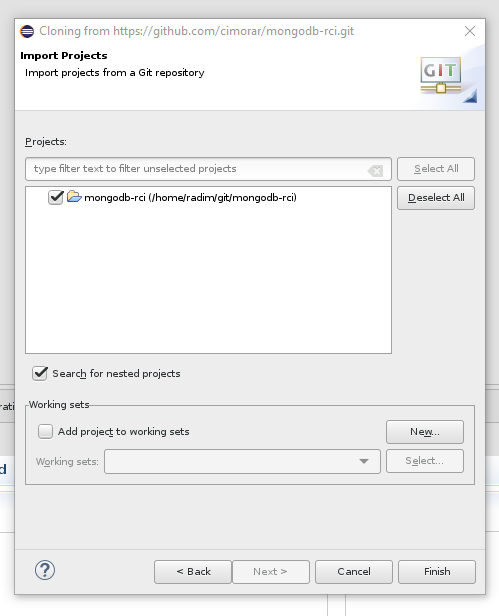 Cloning from https://github.com/cimorar/mongodb-rci.git
Import Projects
Import projects from a Git repository
GIT
Projects:
type filter text to filter unselected projects
Select All
mongodb-rci (/home/radim/git/mongodb-rci)
Deselect All
Search for nested projects
Working sets
Add project to working sets
New...
Working sets:
Select...
< Back
Next >
Cancel
Finish